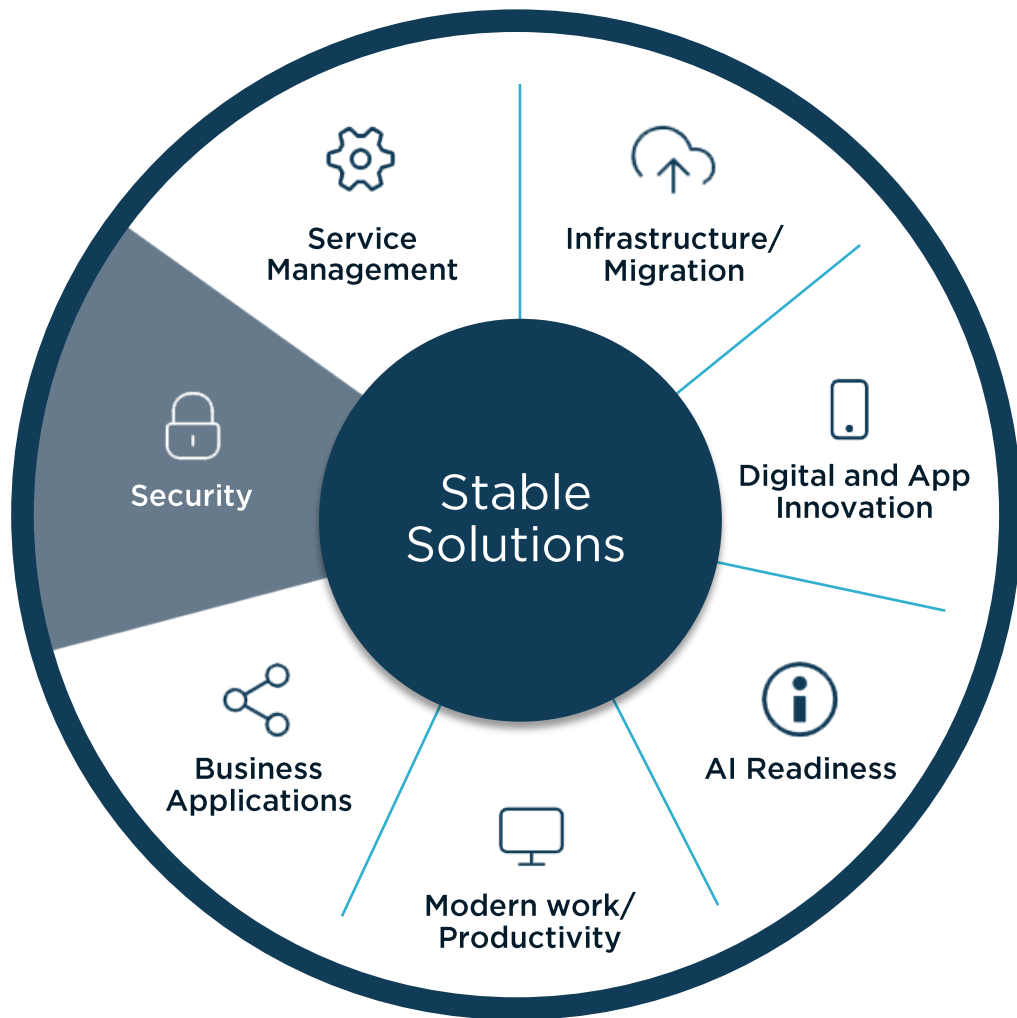 Service
Management
Infrastructure/
Migration
Digital and App
Innovation
Security
Stable
Solutions
AI Readiness
Business
Applications
Modern work/
Productivity